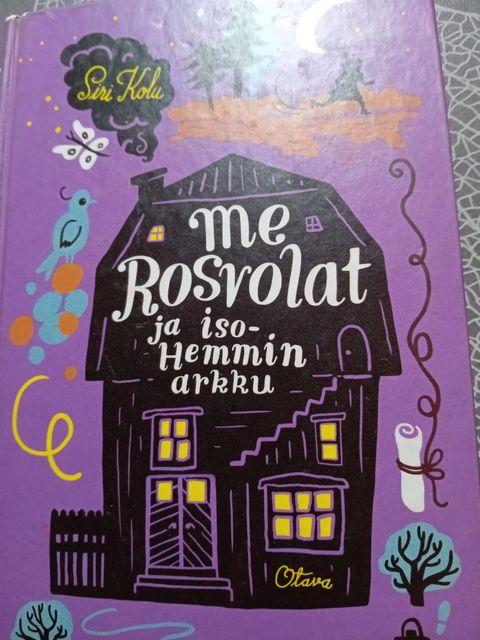 Siri Kolu
me
Rosvolat
ja iso-
Hemmin
arkku
Otava